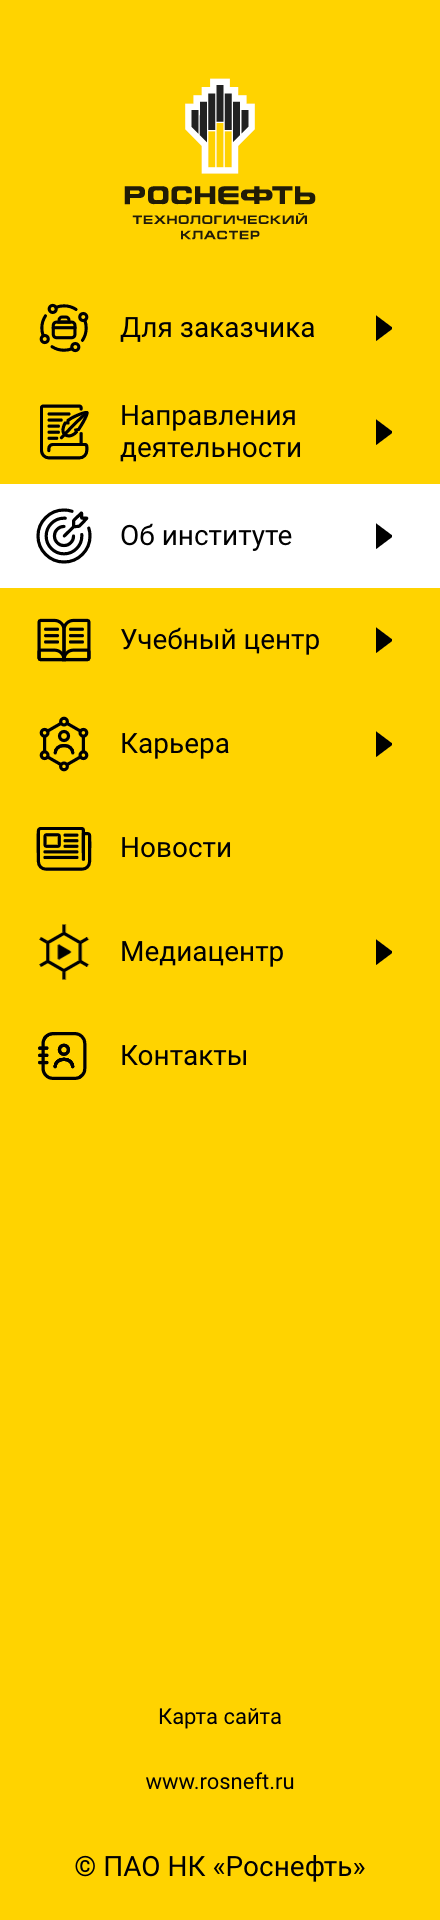 РОСНЕФТЬ
ТЕХНОЛОГИЧЕСКИЙ
КЛАСТЕР
Для заказчика
Направления
деятельности
Об институте
Учебный центр
Карьера
Новости
Медиацентр
Контакты
Карта сайта
www.rosneft.ru
© ПАО НК «Роснефть»